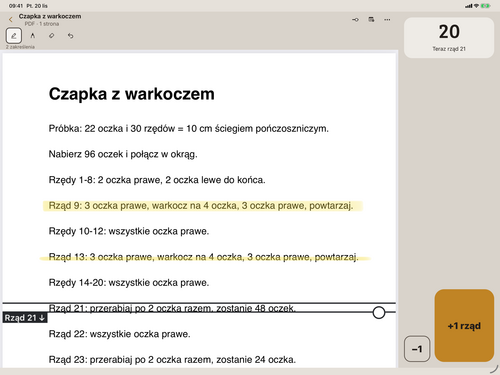 09:41 Pt. 20 lis
Czapka z warkoczem
PDF · 1 strona
2 zakreślenia
20
Teraz rząd 21
Czapka z warkoczem
Próbka: 22 oczka i 30 rzędów = 10 cm ściegiem pończoszniczym.
Nabierz 96 oczek i połącz w okrąg.
Rzędy 1-8: 2 oczka prawe, 2 oczka lewe do końca.
Rząd 9: 3 oczka prawe, warkocz na 4 oczka, 3 oczka prawe, powtarzaj.
Rzędy 10-12: wszystkie oczka prawe.
Rząd 13: 3 oczka prawe, warkocz na 4 oczka, 3 oczka prawe, powtarzaj.
Rzędy 14-20: wszystkie oczka prawe.
Rząd 21: przerabiaj po 2 oczka razem, zostanie 48 oczek.
Rząd 21 ↓
Rząd 22: wszystkie oczka prawe.
Rząd 23: przerabiaj po 2 oczka razem, zostanie 24 oczka.
+1 rząd
−1